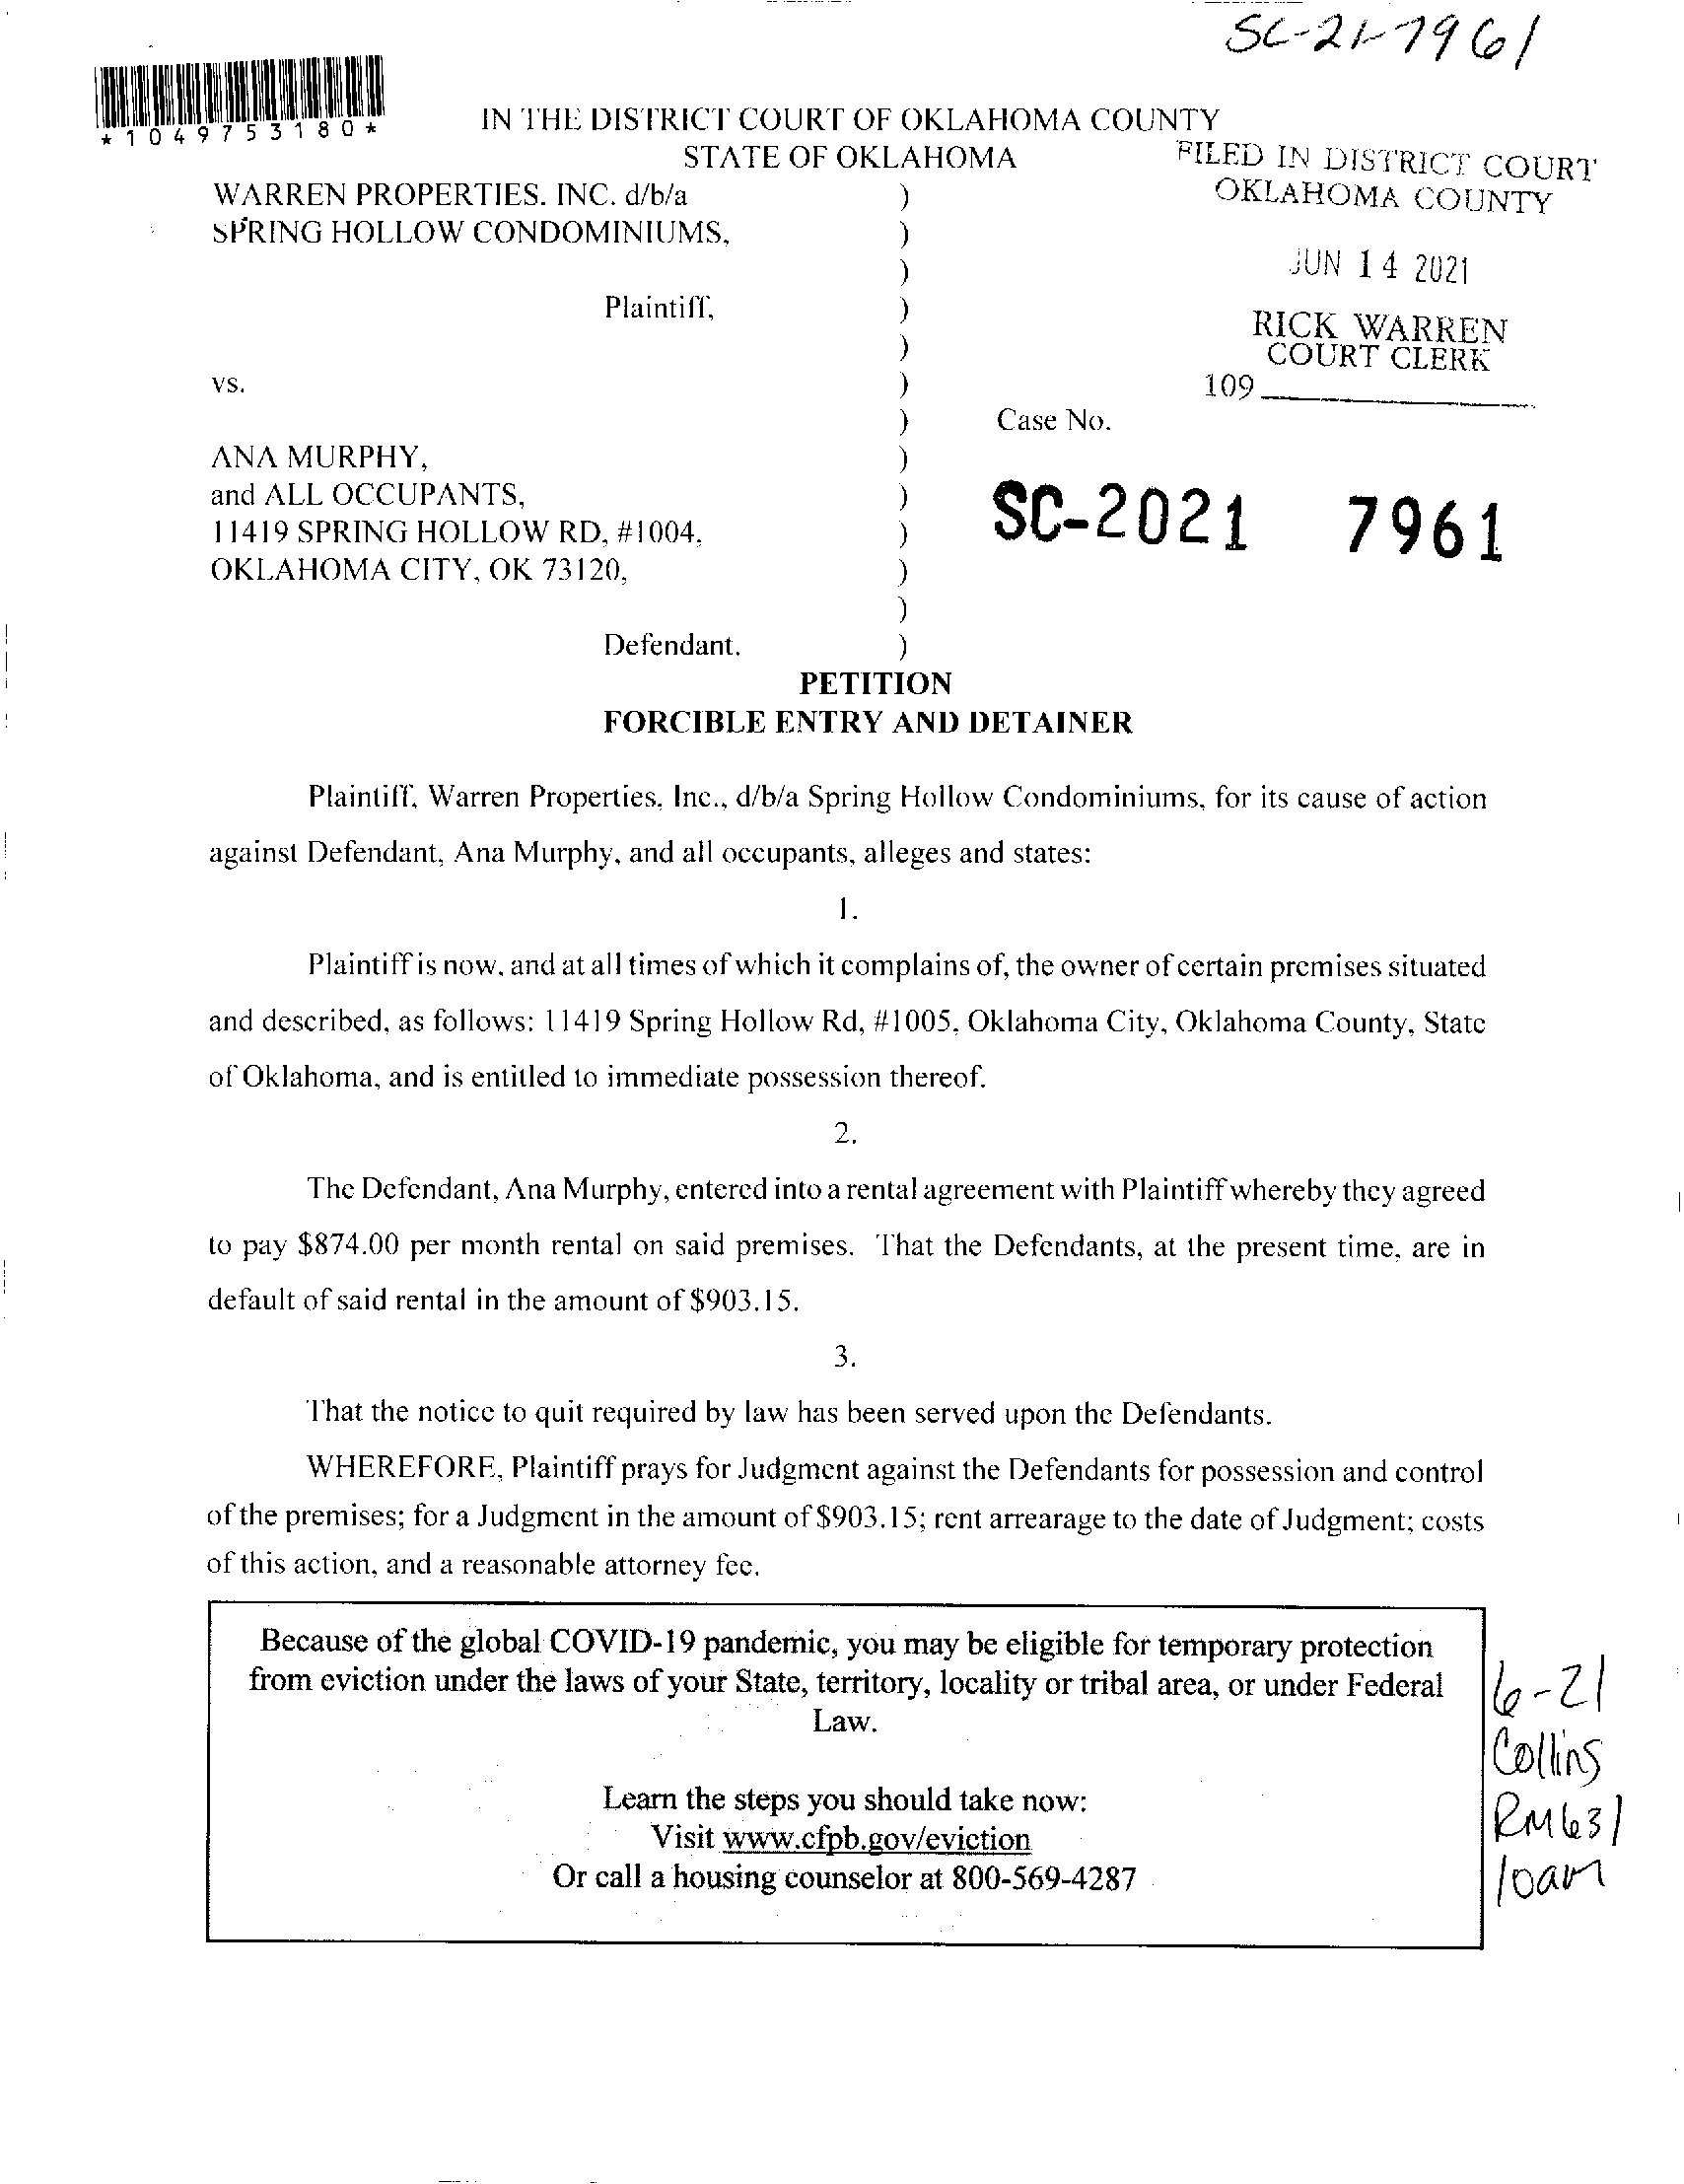 SC-21-7961
*1049753180*
IN THE DISTRICT COURT OF OKLAHOMA COUNTY
STATE OF OKLAHOMA
FILED IN DISTRICT COURT
OKLAHOMA COUNTY
JUN 14 2021
RICK WARREN
COURT CLERK
109
WARREN PROPERTIES. INC. d/b/a )
SPRING HOLLOW CONDOMINIUMS, )
)
Plaintiff, )
)
vs. )
) Case No.
ANA MURPHY, )
and ALL OCCUPANTS, )
11419 SPRING HOLLOW RD, #1004, ) SC-2021 7961
OKLAHOMA CITY, OK 73120, )
)
Defendant. )
PETITION
FORCIBLE ENTRY AND DETAINER
Plaintiff, Warren Properties, Inc., d/b/a Spring Hollow Condominiums, for its cause of action
against Defendant, Ana Murphy, and all occupants, alleges and states:
1.
Plaintiff is now, and at all times of which it complains of, the owner of certain premises situated
and described, as follows: 11419 Spring Hollow Rd, #1005, Oklahoma City, Oklahoma County, State
of Oklahoma, and is entitled to immediate possession thereof.
2.
The Defendant, Ana Murphy, entered into a rental agreement with Plaintiff whereby they agreed
to pay $874.00 per month rental on said premises. That the Defendants, at the present time, are in
default of said rental in the amount of $903.15.
3.
That the notice to quit required by law has been served upon the Defendants.
WHEREFORE, Plaintiff prays for Judgment against the Defendants for possession and control
of the premises; for a Judgment in the amount of $903.15; rent arrearage to the date of Judgment; costs
of this action, and a reasonable attorney fee.
Because of the global COVID-19 pandemic, you may be eligible for temporary protection
from eviction under the laws of your State, territory, locality or tribal area, or under Federal
Law.
Learn the steps you should take now:
Visit www.cfpb.gov/eviction
Or call a housing counselor at 800-569-4287
6-21
Collins
RM631
10am